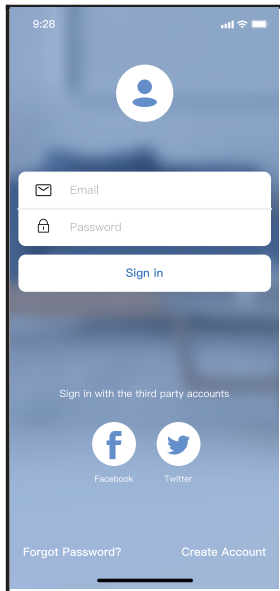 9:28
Email
Password
Sign in
Sign in with the third party accounts
Facebook Twitter
Forgot Password? Create Account